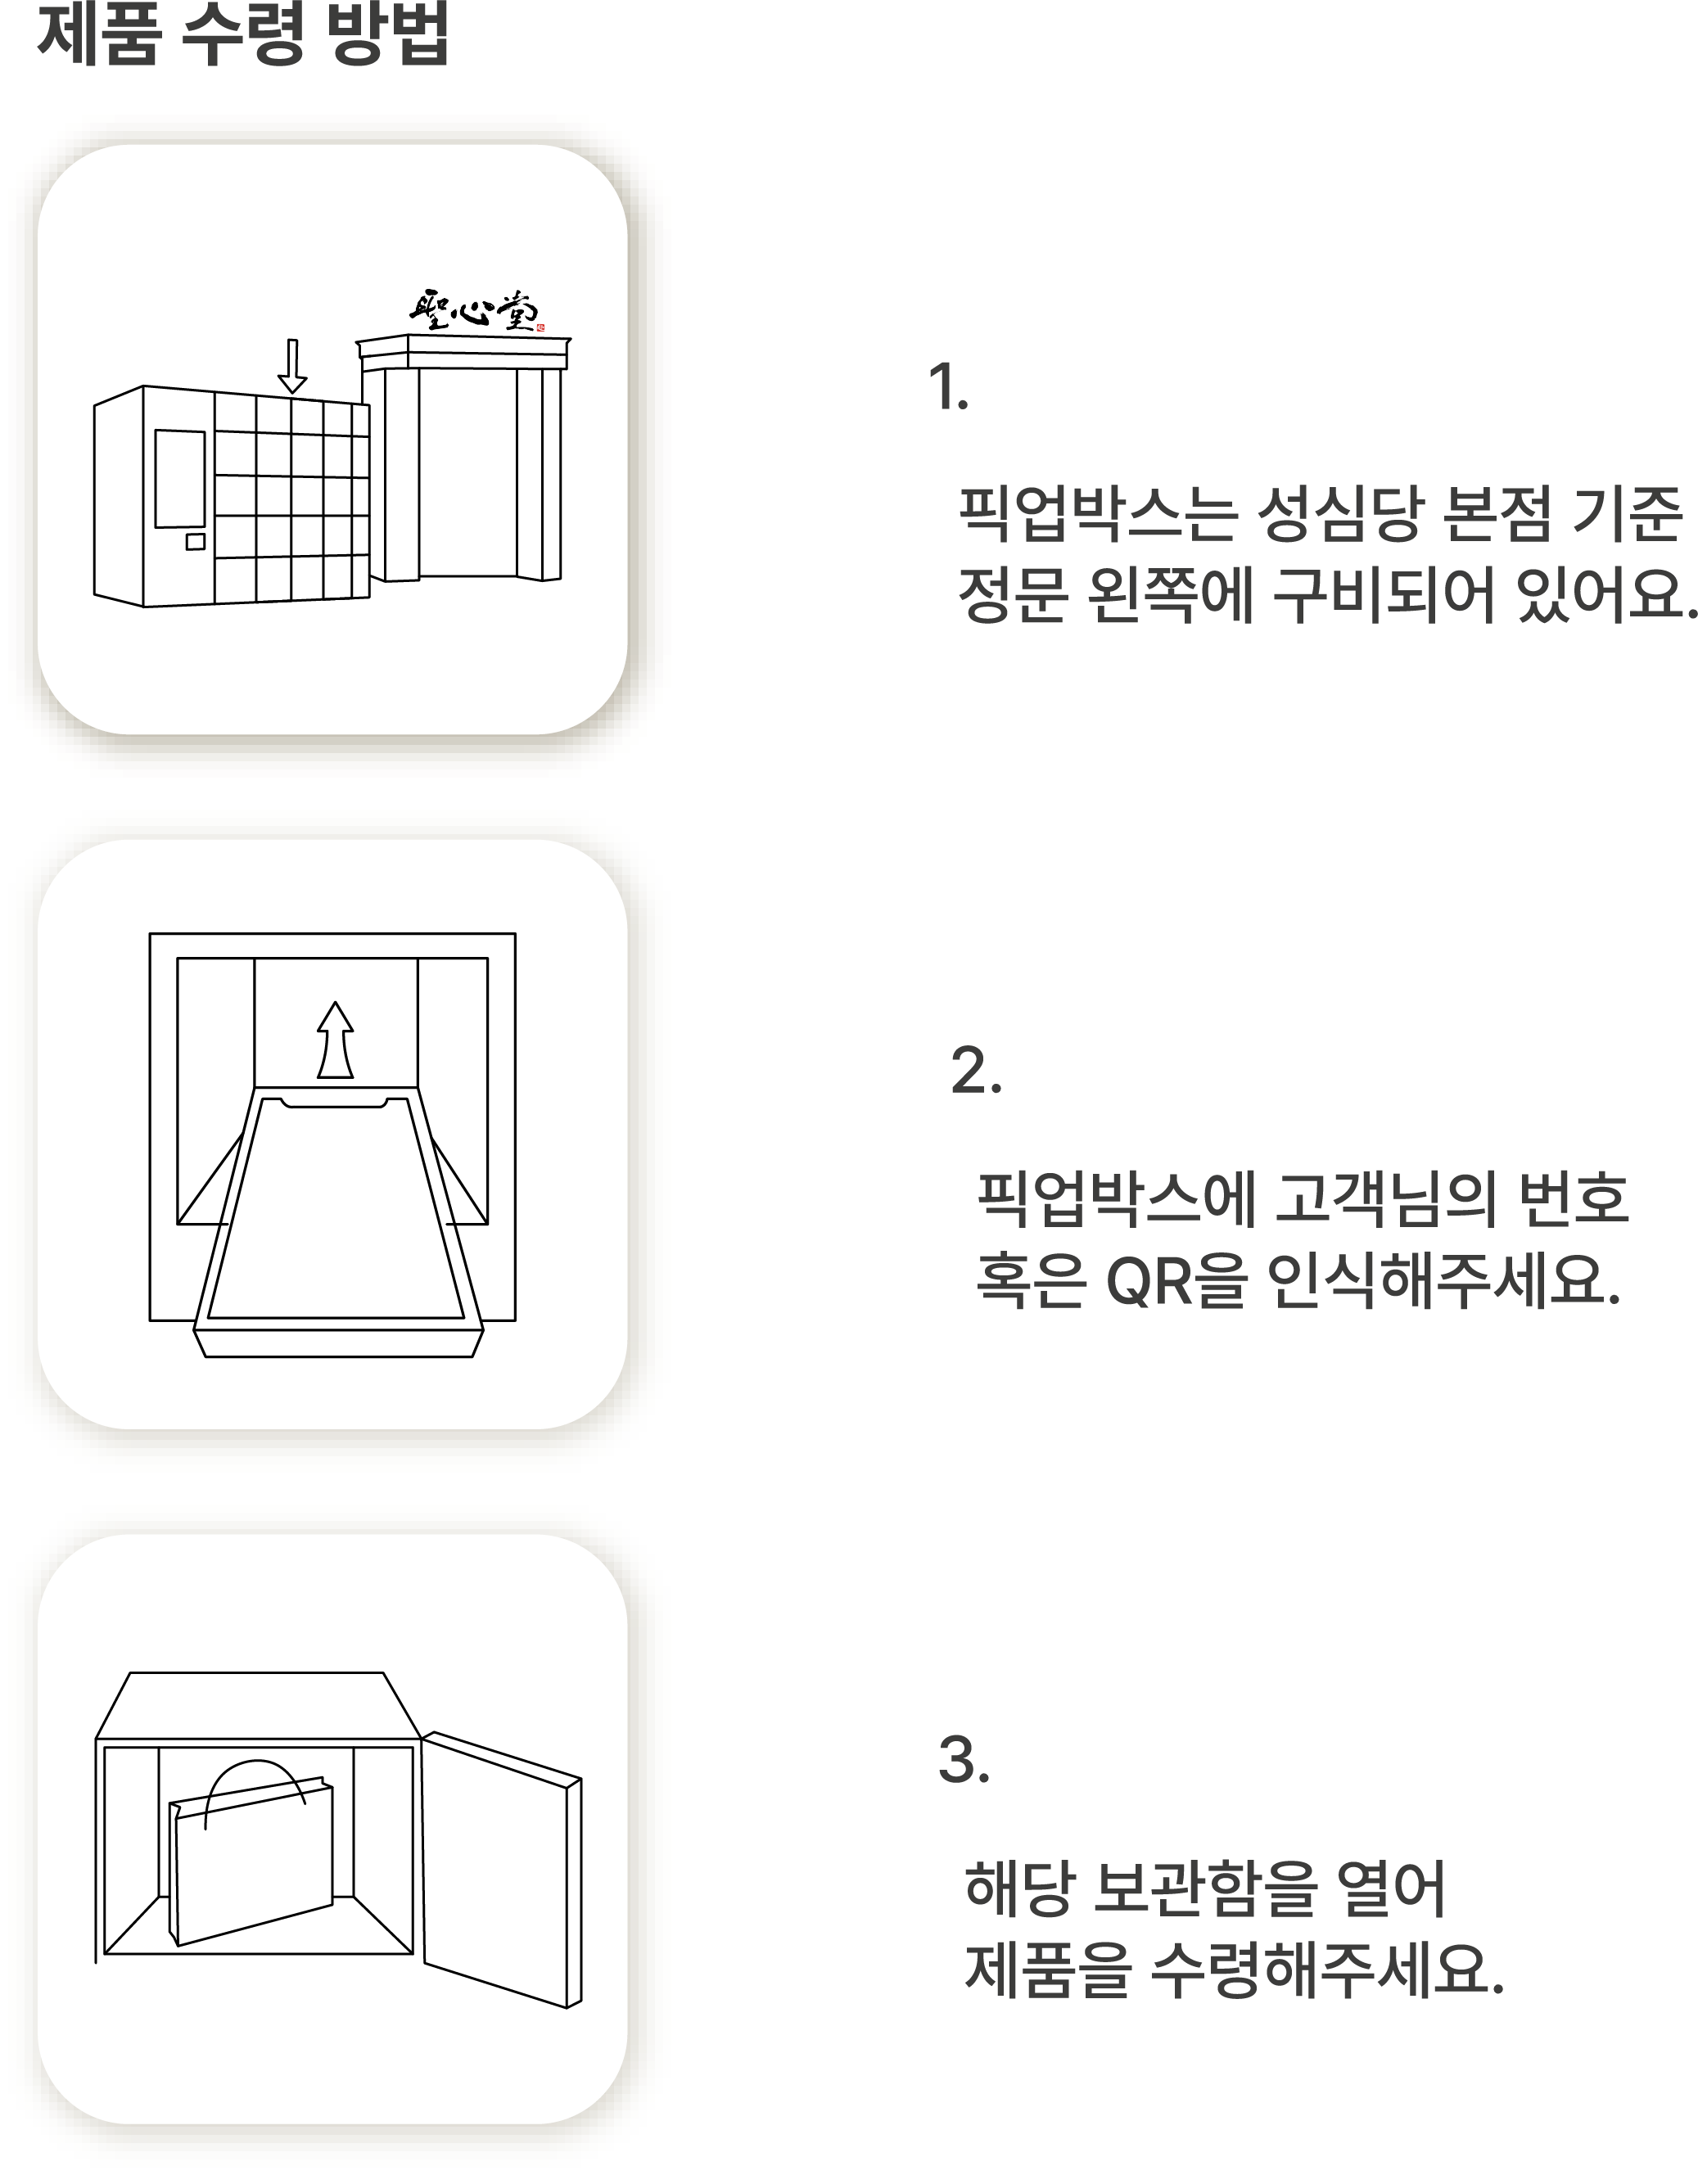 제품 수령 방법
聖心堂
1.
픽업박스는 성심당 본점 기준
정문 왼쪽에 구비되어 있어요.
2.
픽업박스에 고객님의 번호
혹은 QR을 인식해주세요.
3.
해당 보관함을 열어
제품을 수령해주세요.